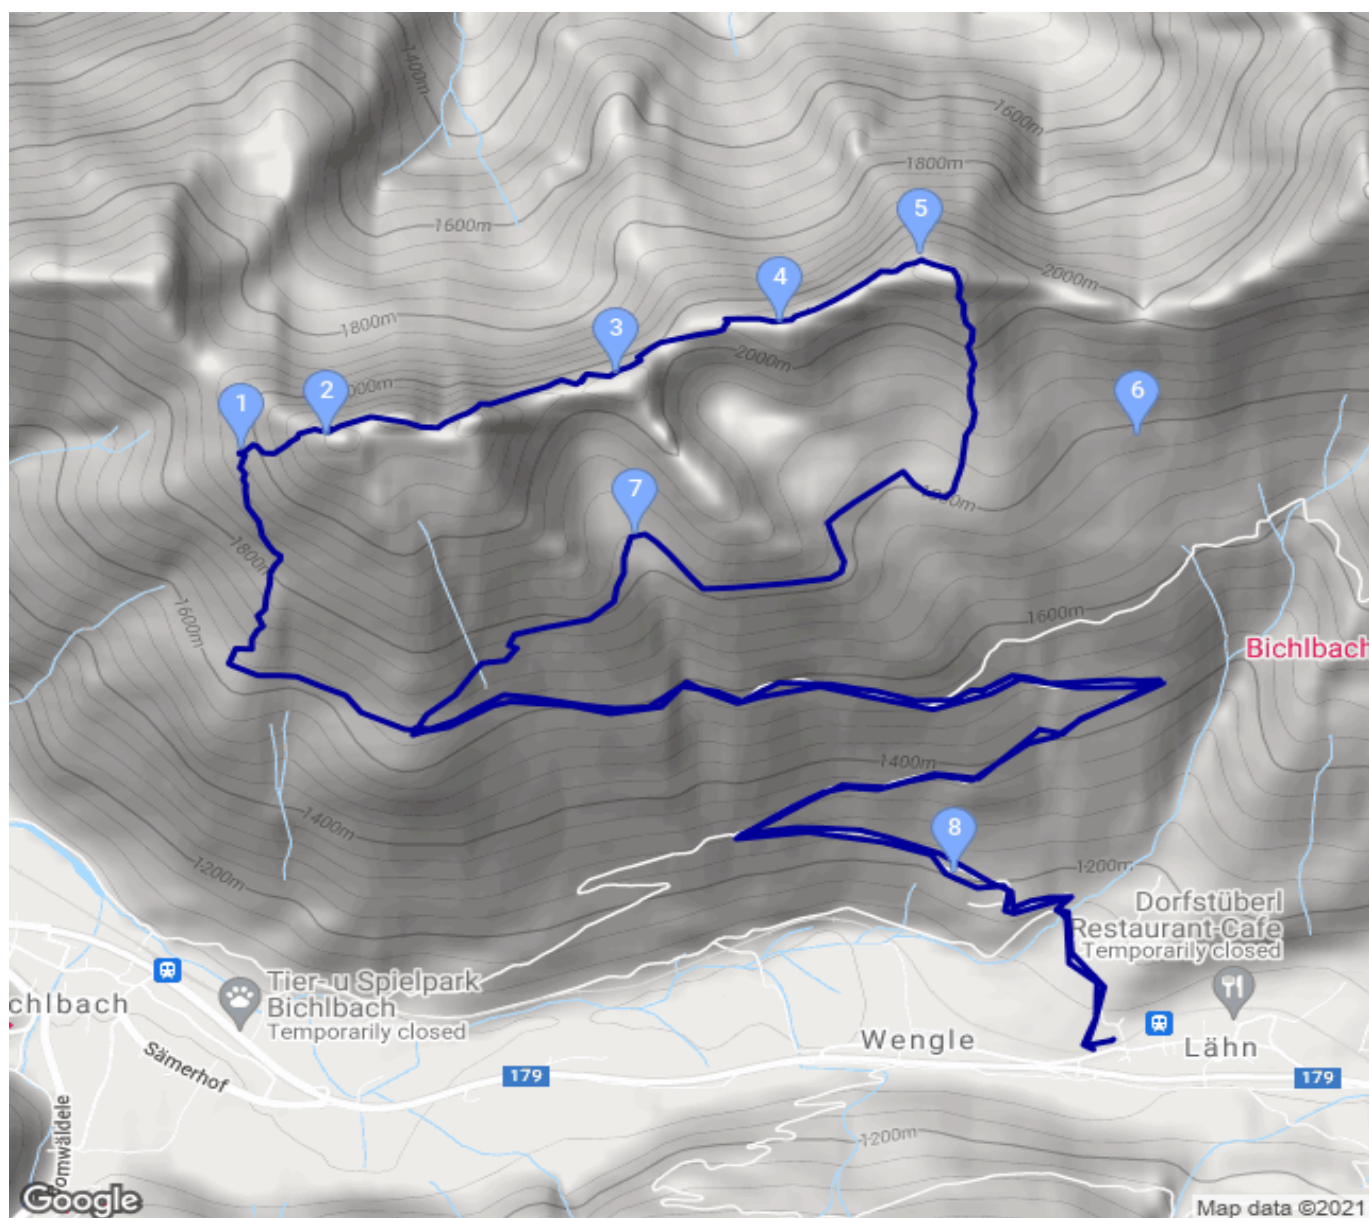 1400m
1600m
1800m
5
1600m
2000m
4
1800m
3
2000m
000m
1
2
6
7
1800m
1600m
1600m
Bichlbach
1400m
1400m
8
1200m
1200m
Dorfstüberl
Restaurant-Cafe
Temporarily closed
Tier- u Spielpark
Bichlbach
Temporarily closed
chlbach
Wengle
Lähn
Sämerhof
179
179
1200m
Google
Map data ©2021